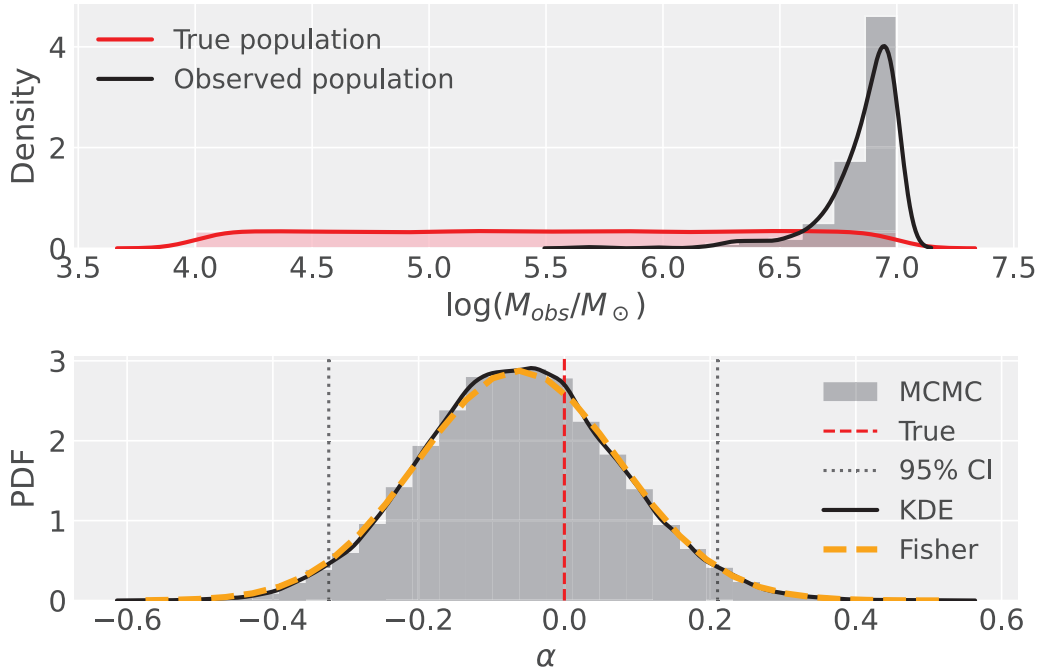 True population
Observed population
Density
4
2
0
3.5 4.0 4.5 5.0 5.5 6.0 6.5 7.0 7.5
log(M_obs/M_⊙)
3
2
1
0
PDF
MCMC
True
95% CI
KDE
Fisher
−0.6 −0.4 −0.2 0.0 0.2 0.4 0.6
α